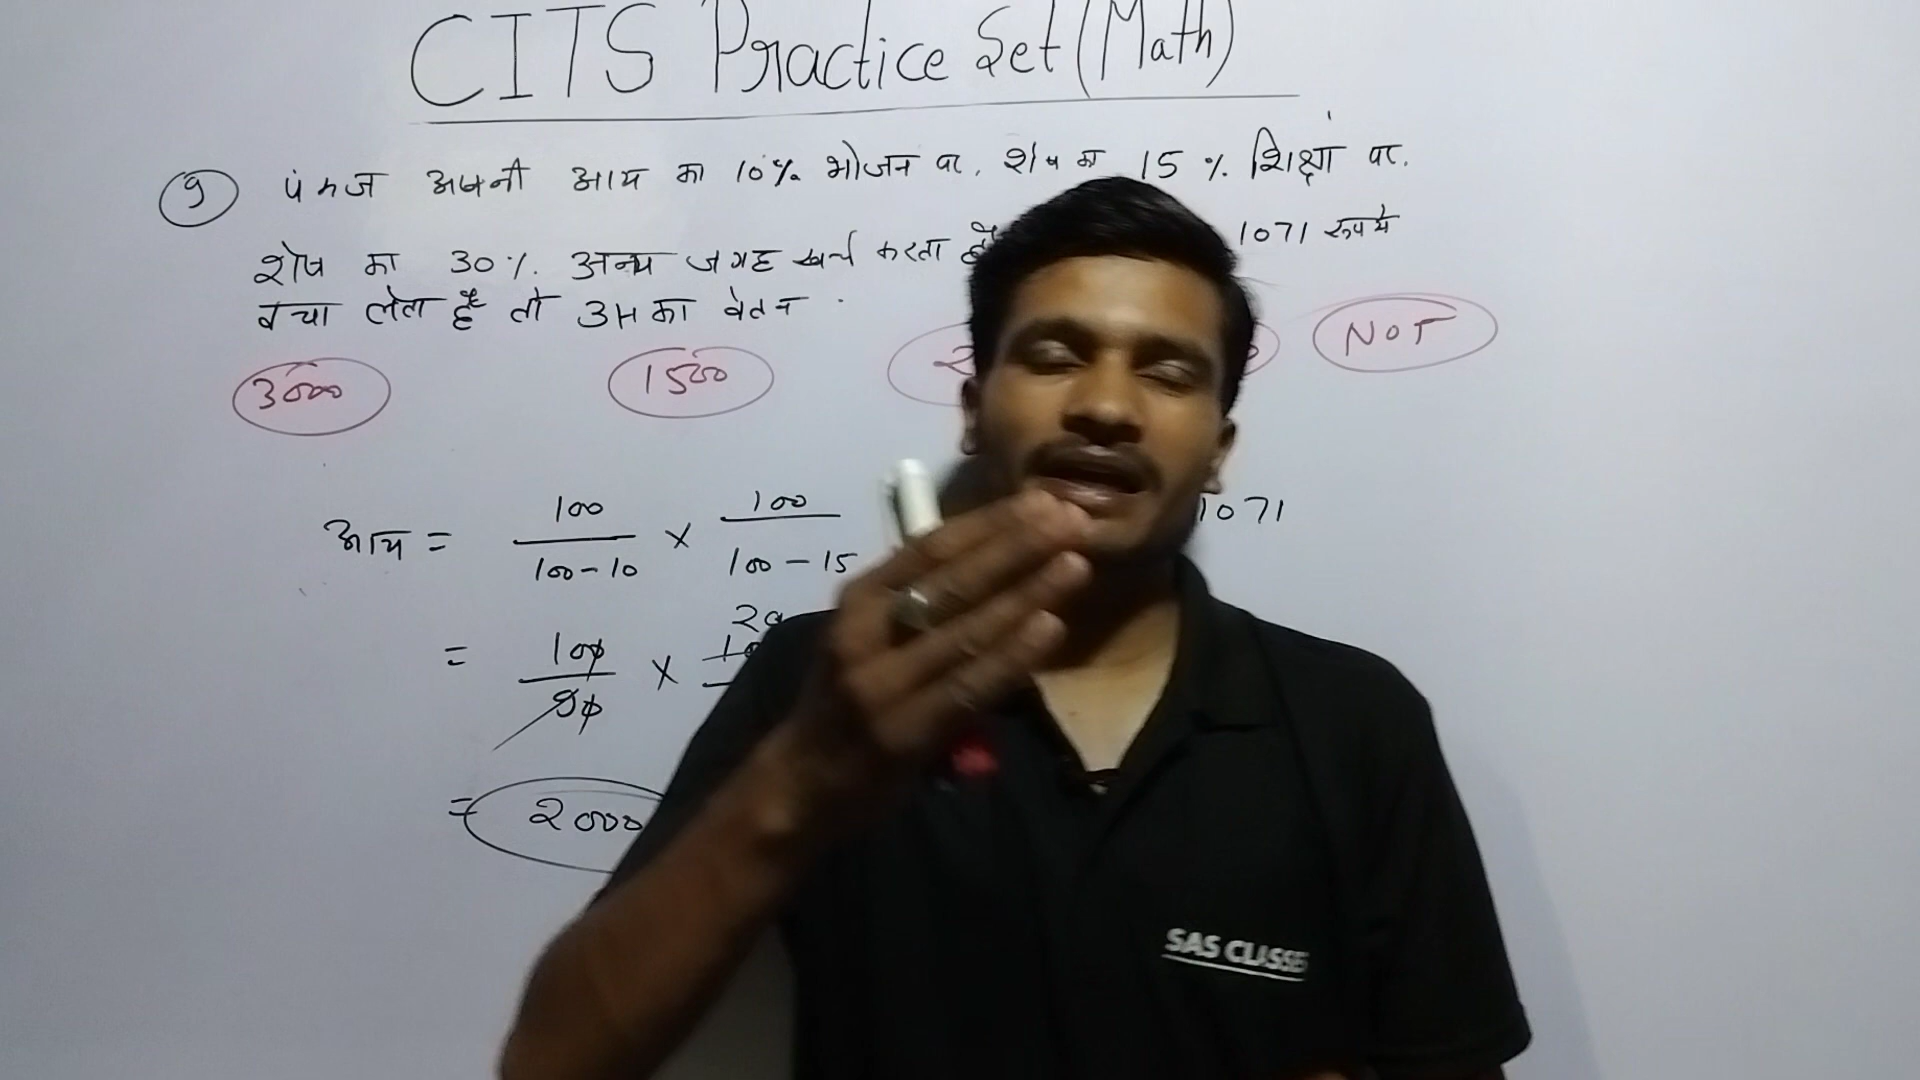 CITS Practice Set (Math)
9 पंकज अपनी आय का 10% भोजन पर, शेष का 15% शिक्षा पर,
शेष का 30% अन्य जगह खर्च करता है 1071 रूपये
बचा लेता है तो उसका वेतन
3000 1500 NOT
आय = 100/100-10 × 100/100-15 1071
= 100/90 ×
= 2000
SAS CLASSES